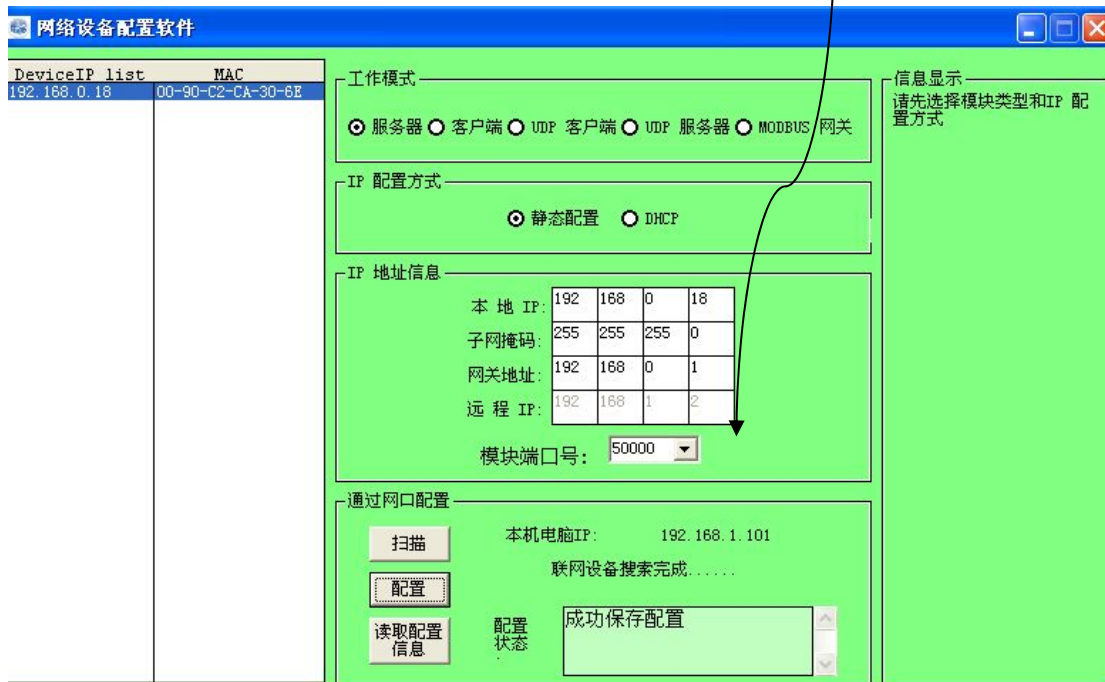 网络设备配置软件
DeviceIP list MAC
192.168.0.18 00-90-C2-CA-30-6E
工作模式
服务器 客户端 UDP 客户端 UDP 服务器 MODBUS 网关
IP 配置方式
静态配置 DHCP
IP 地址信息
本 地 IP: 192 168 0 18
子网掩码: 255 255 255 0
网关地址: 192 168 0 1
远 程 IP: 192 168 1 2
模块端口号: 50000
通过网口配置
扫描
本机电脑IP: 192.168.1.101
联网设备搜索完成......
配置
读取配置
信息
配置
状态
成功保存配置
信息显示
请先选择模块类型和IP 配
置方式